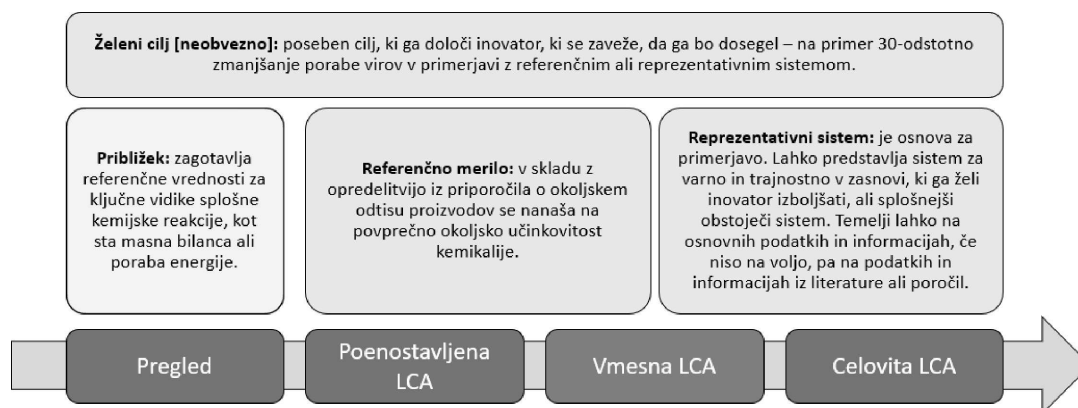 Želeni cilj [neobvezno]: poseben cilj, ki ga določi inovator, ki se zaveže, da ga bo dosegel – na primer 30-odstotno
zmanjšanje porabe virov v primerjavi z referenčnim ali reprezentativnim sistemom.
Približek: zagotavlja
referenčne vrednosti za
ključne vidike splošne
kemijske reakcije, kot
sta masna bilanca ali
poraba energije.
Referenčno merilo: v skladu z
opredelitvijo iz priporočila o okoljskem
odtisu proizvodov se nanaša na
povprečno okoljsko učinkovitost
kemikalije.
Reprezentativni sistem: je osnova za
primerjavo. Lahko predstavlja sistem za
varno in trajnostno v zasnovi, ki ga želi
inovator izboljšati, ali splošnejši
obstoječi sistem. Temelji lahko na
osnovnih podatkih in informacijah, če
niso na voljo, pa na podatkih in
informacijah iz literature ali poročil.
Pregled
Poenostavljena
LCA
Vmesna LCA
Celovita LCA